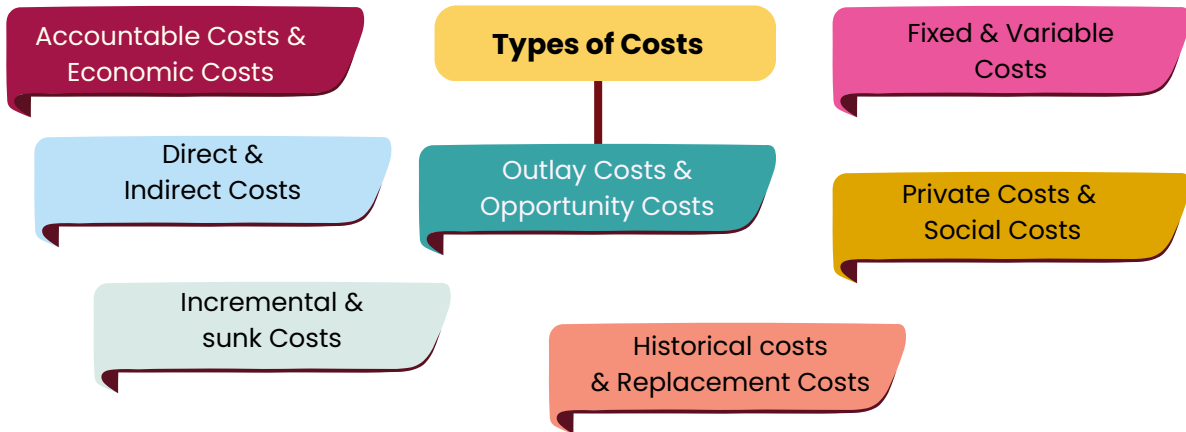 Accountable Costs &
Economic Costs
Types of Costs
Fixed & Variable
Costs
Direct &
Indirect Costs
Outlay Costs &
Opportunity Costs
Private Costs &
Social Costs
Incremental &
sunk Costs
Historical costs
& Replacement Costs